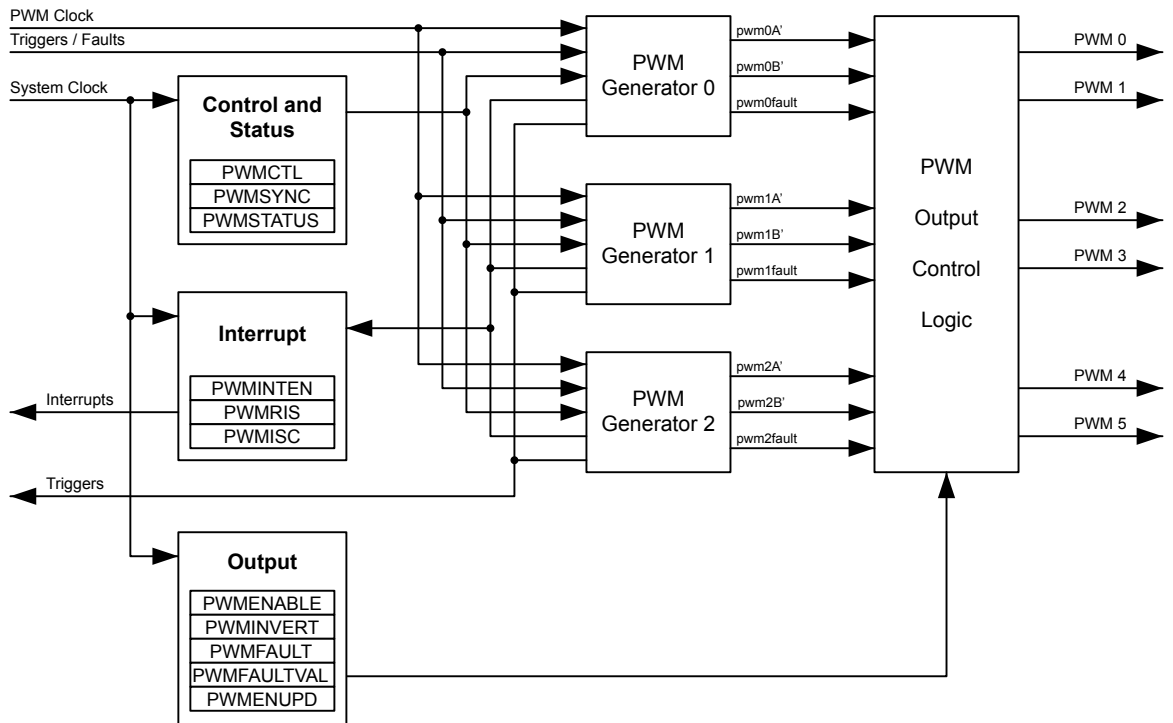 PWM Clock
Triggers / Faults
System Clock
Control and
Status
PWMCTL
PWMSYNC
PWMSTATUS
Interrupt
PWMINTEN
PWMRIS
PWMISC
Interrupts
Triggers
Output
PWMENABLE
PWMINVERT
PWMFAULT
PWMFAULTVAL
PWMENUPD
PWM
Generator 0
pwm0A'
pwm0B'
pwm0fault
PWM
Generator 1
pwm1A'
pwm1B'
pwm1fault
PWM
Generator 2
pwm2A'
pwm2B'
pwm2fault
PWM
Output
Control
Logic
PWM 0
PWM 1
PWM 2
PWM 3
PWM 4
PWM 5